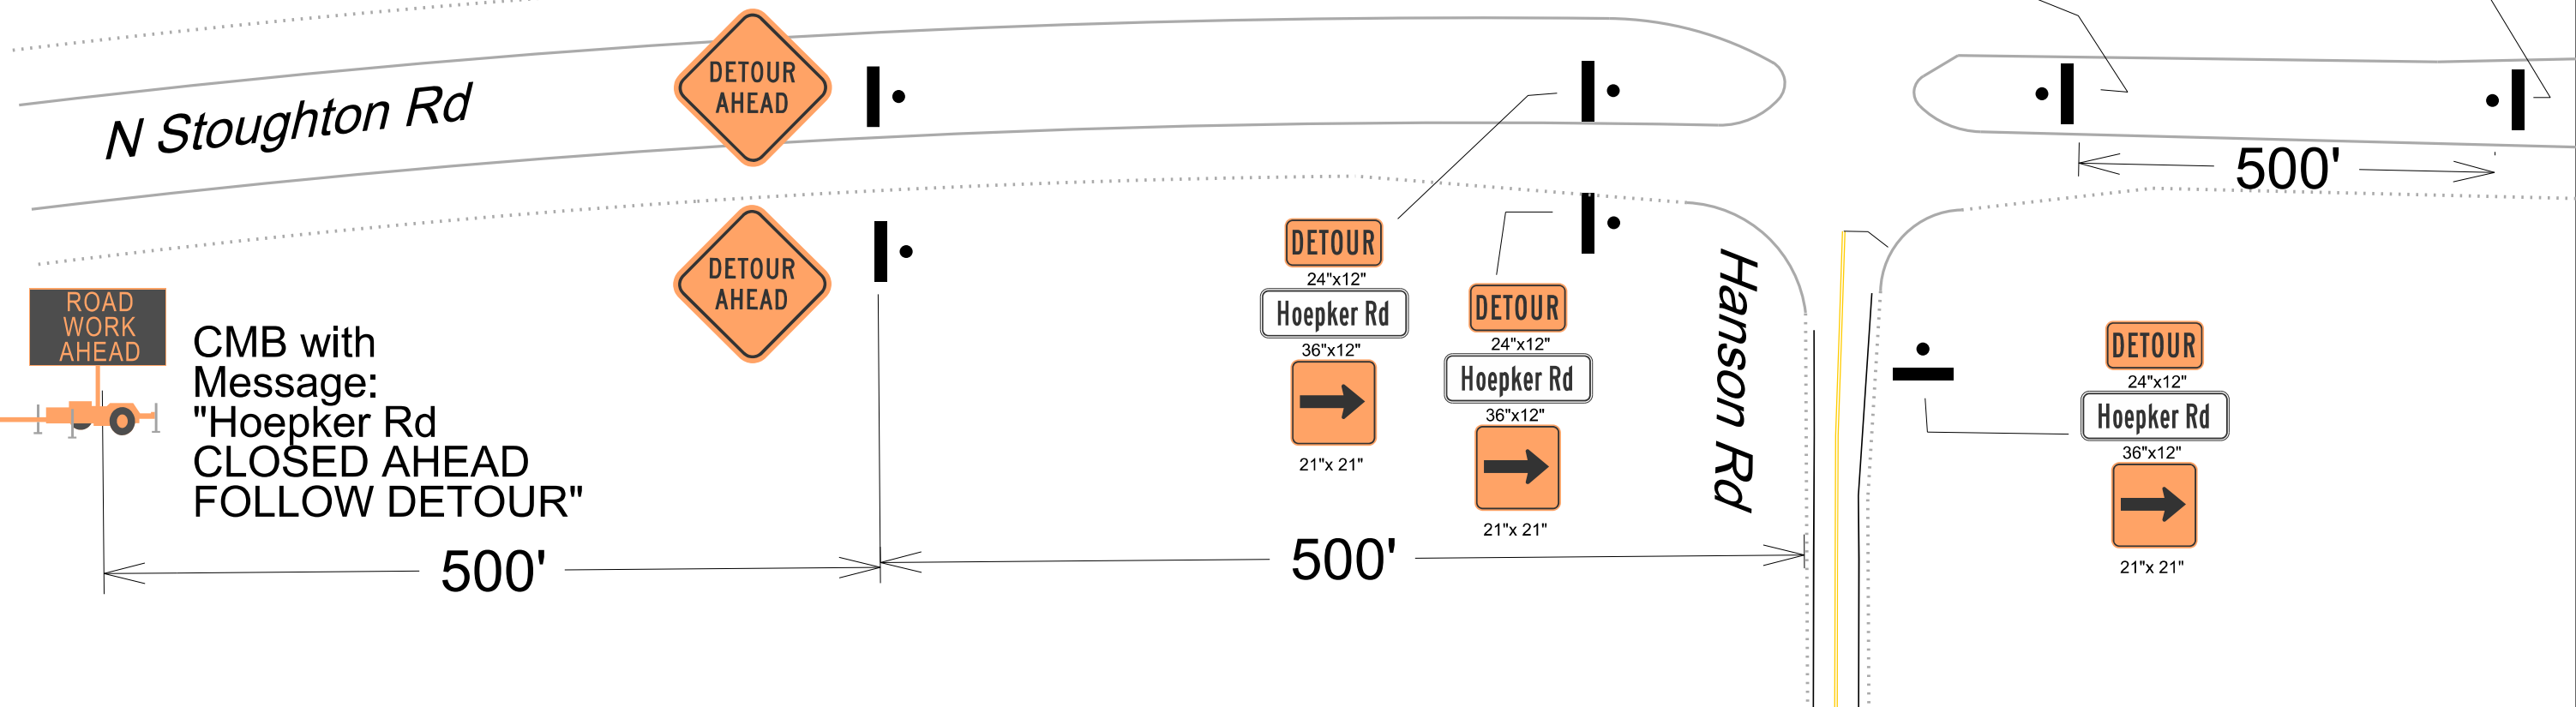 DETOUR
AHEAD
N Stoughton Rd
500'
DETOUR
AHEAD
ROAD
WORK
AHEAD
CMB with
Message:
"Hoepker Rd
CLOSED AHEAD
FOLLOW DETOUR"
500'
DETOUR
24"x12"
Hoepker Rd
36"x12"
21"x 21"
DETOUR
24"x12"
Hoepker Rd
36"x12"
21"x 21"
500'
Hanson Rd
DETOUR
24"x12"
Hoepker Rd
36"x12"
21"x 21"